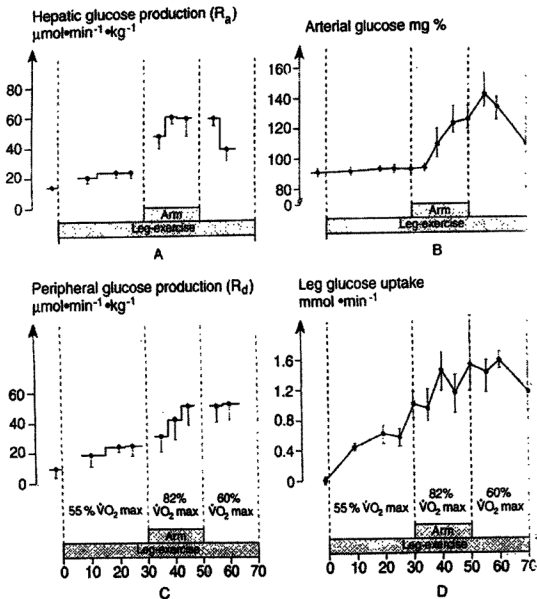 Hepatic glucose production (Ra)
µmol•min-1•kg-1
80
60
40
20
0
Arm
Leg-exercise
A
Arterial glucose mg %
160
140
120
100
80
0
Arm
Leg-exercise
B
Peripheral glucose production (Rd)
µmol•min-1•kg-1
60
40
20
0
55% V̇O2 max
82%
V̇O2 max
60%
V̇O2 max
Arm
Leg-exercise
0 10 20 30 40 50 60 70
C
Leg glucose uptake
mmol •min-1
1.6
1.2
0.8
0.4
0
55 % V̇O2 max
82%
V̇O2 max
60%
V̇O2 max
Arm
Leg-exercise
0 10 20 30 40 50 60 70
D